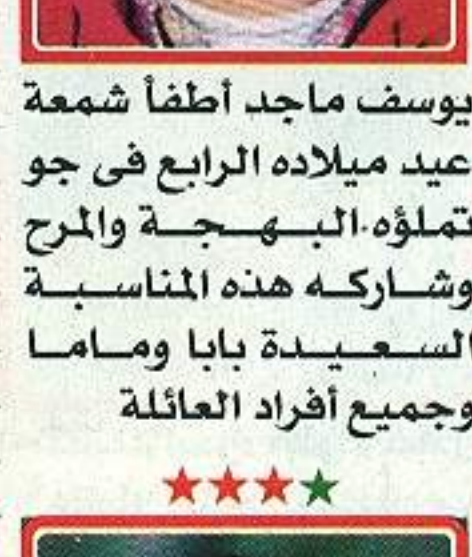 يوسف ماجد أطفأ شمعة
عيد ميلاده الرابع فى جو
تملؤه البهجة والمرح
وشاركه هذه المناسبة
السعيدة بابا وماما
وجميع أفراد العائلة